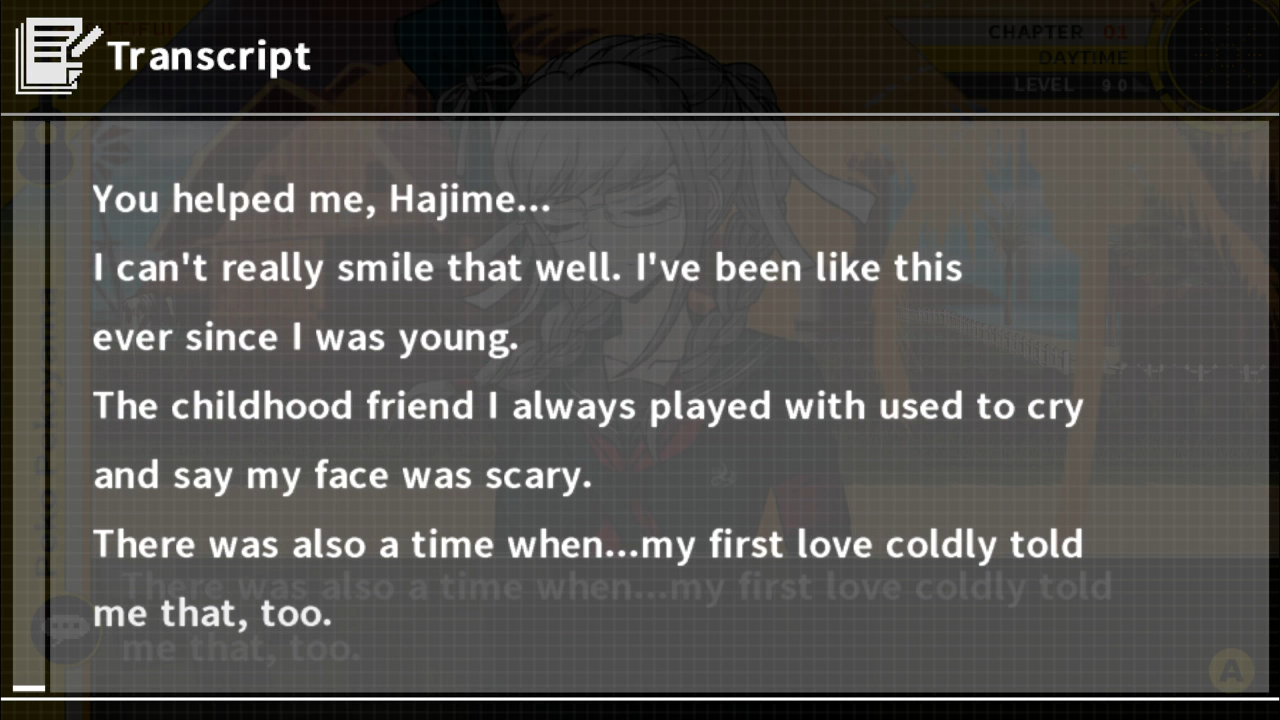 Transcript
CHAPTER 01
DAYTIME
LEVEL 90
You helped me, Hajime...
I can't really smile that well. I've been like this
ever since I was young.
The childhood friend I always played with used to cry
and say my face was scary.
There was also a time when...my first love coldly told
me that, too.
There was also a time when...my first love coldly told
me that, too.
A